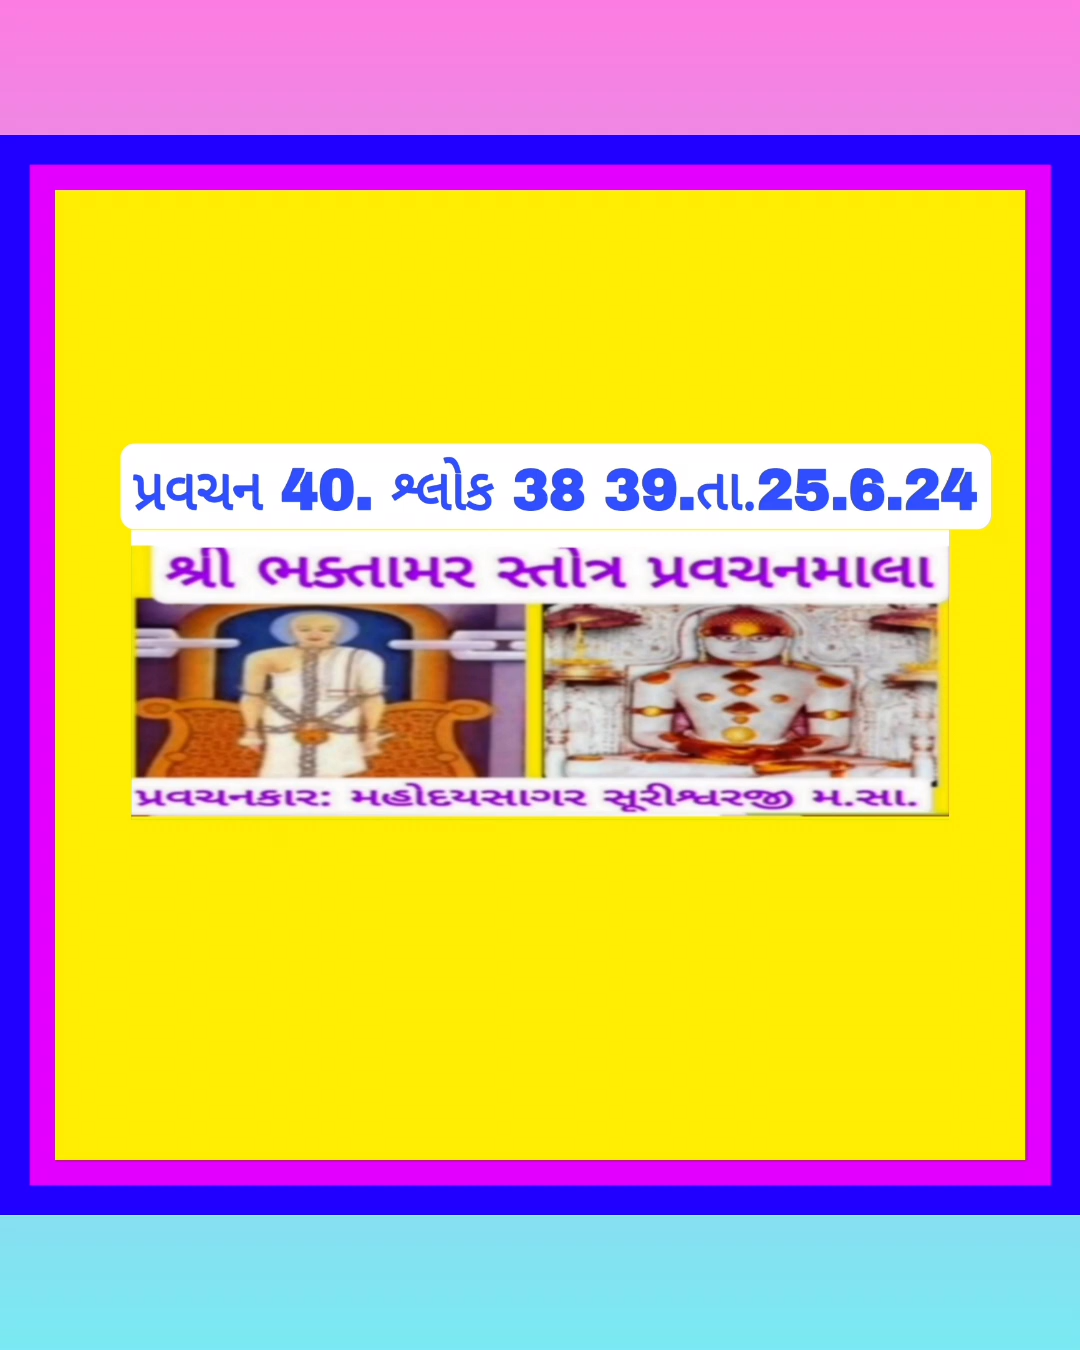 પ્રવચન 40. શ્લોક 38 39.તા.25.6.24
શ્રી ભક્તામર સ્તોત્ર પ્રવચનમાલા
પ્રવચનકાર: મહોદયસાગર સૂરીશ્વરજી મ.સા.